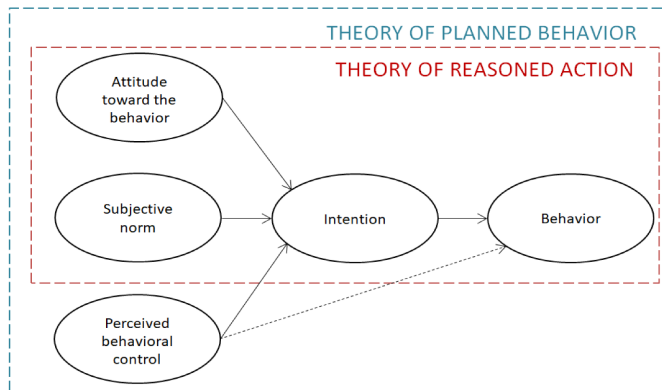 THEORY OF PLANNED BEHAVIOR
THEORY OF REASONED ACTION
Attitude
toward the
behavior
Subjective
norm
Intention
Behavior
Perceived
behavioral
control